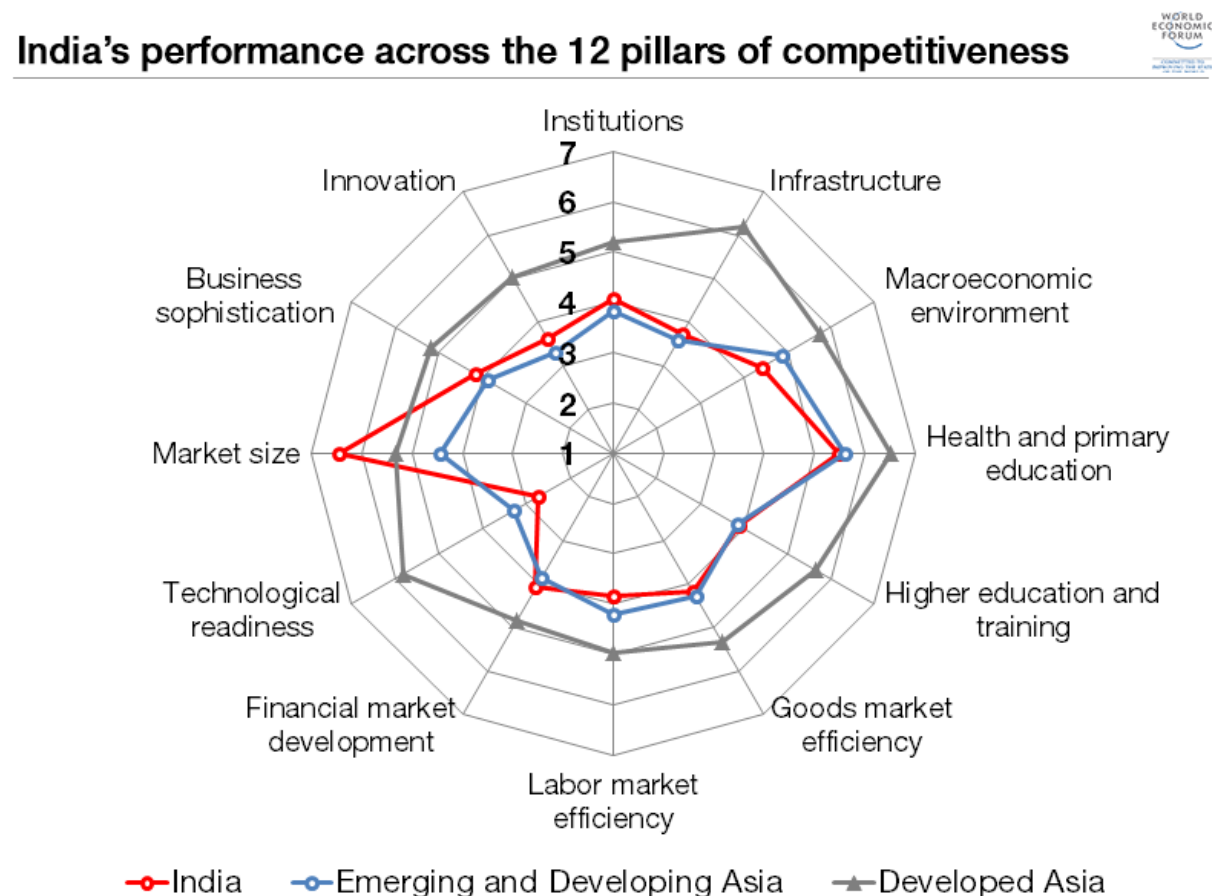 WORLD
ECONOMIC
FORUM
India's performance across the 12 pillars of competitiveness
Institutions
7
Innovation
Infrastructure
6
5
Business
sophistication
Macroeconomic
environment
4
3
2
Market size
1
Health and primary
education
Technological
readiness
Higher education and
training
Financial market
development
Goods market
efficiency
Labor market
efficiency
India
Emerging and Developing Asia
Developed Asia